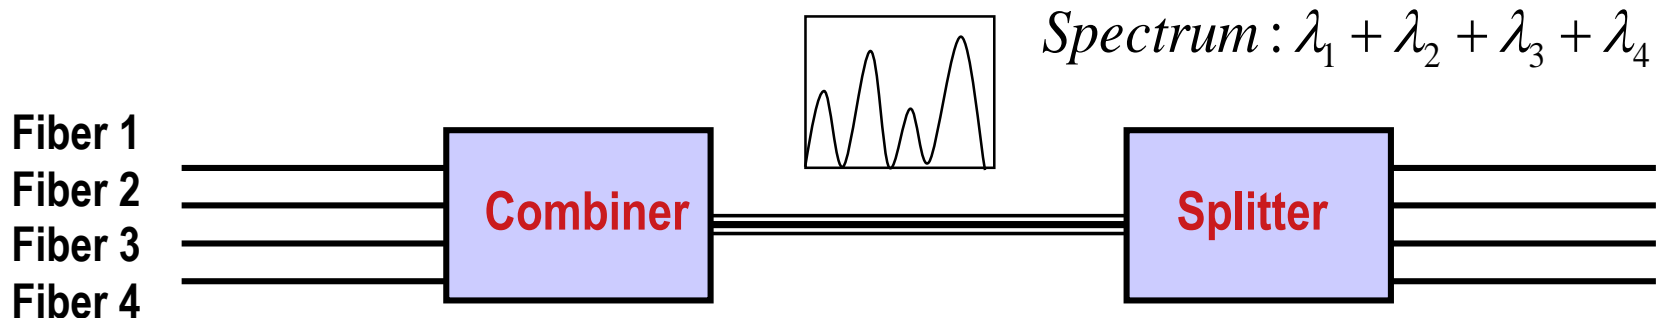 Spectrum : λ₁ + λ₂ + λ₃ + λ₄
Fiber 1
Fiber 2
Fiber 3
Fiber 4
Combiner
Splitter